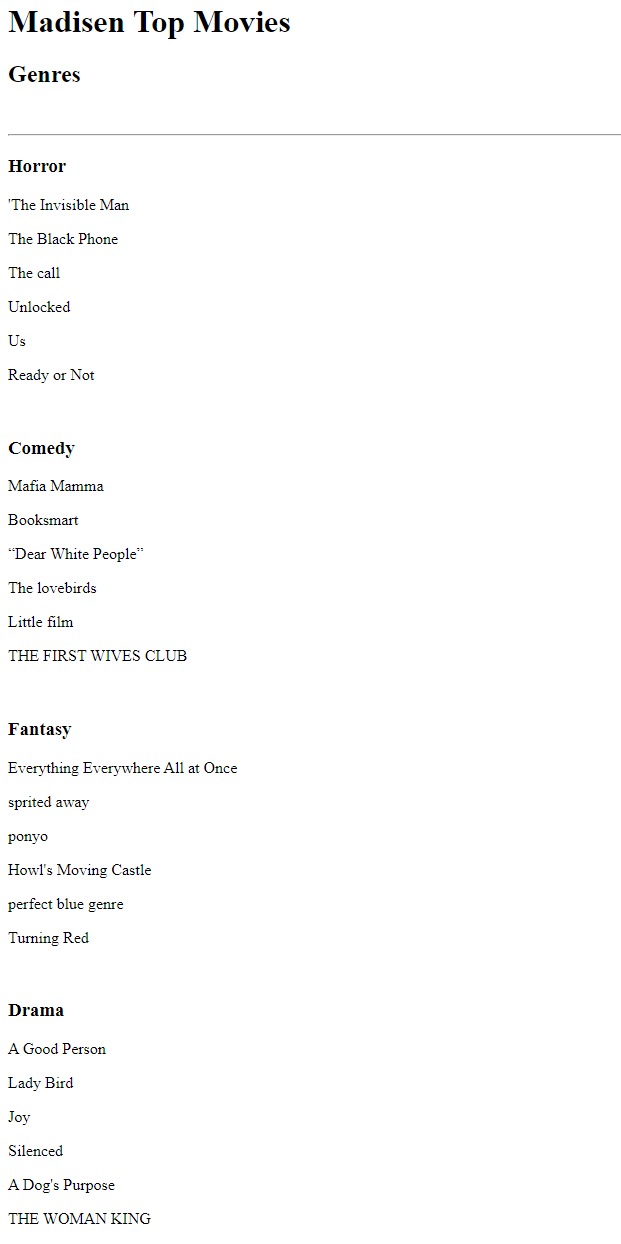 Madisen Top Movies
Genres
Horror
'The Invisible Man
The Black Phone
The call
Unlocked
Us
Ready or Not
Comedy
Mafia Mamma
Booksmart
“Dear White People”
The lovebirds
Little film
THE FIRST WIVES CLUB
Fantasy
Everything Everywhere All at Once
sprited away
ponyo
Howl's Moving Castle
perfect blue genre
Turning Red
Drama
A Good Person
Lady Bird
Joy
Silenced
A Dog's Purpose
THE WOMAN KING